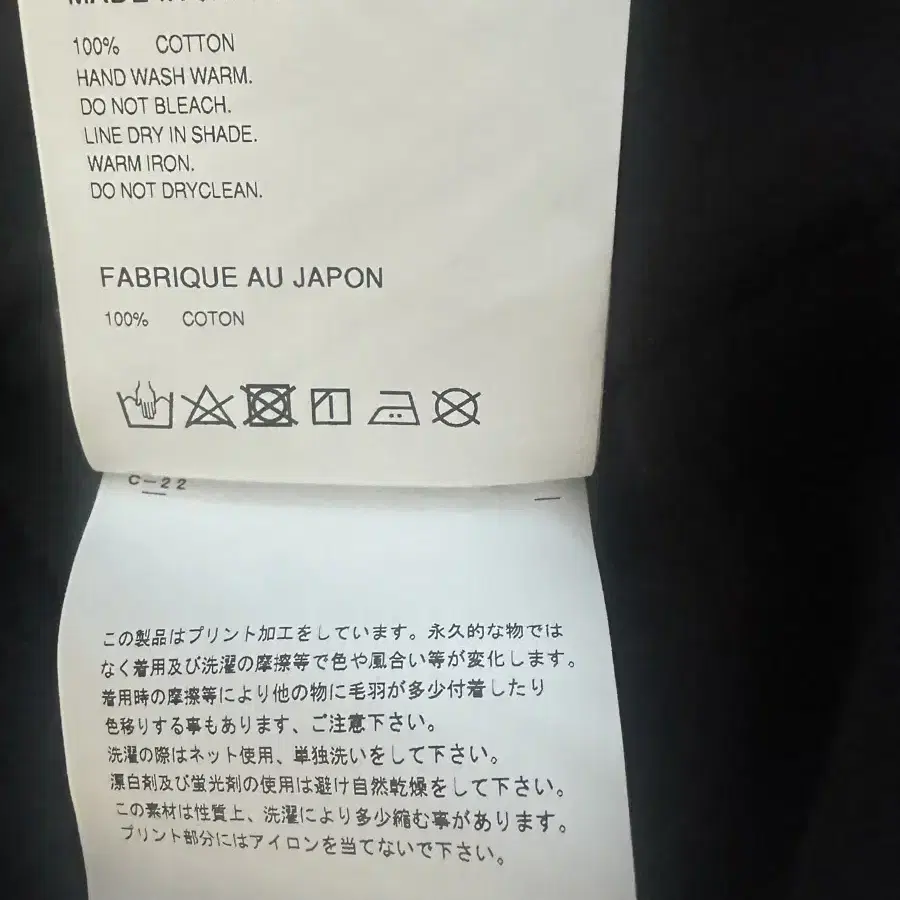 MADE IN
100% COTTON
HAND WASH WARM.
DO NOT BLEACH.
LINE DRY IN SHADE.
WARM IRON.
DO NOT DRYCLEAN.
FABRIQUE AU JAPON
100% COTON
C-22
この製品はプリント加工をしています。永久的な物では
なく着用及び洗濯の摩擦等で色や風合い等が変化します。
着用時の摩擦等により他の物に毛羽が多少付着したり
色移りする事もあります、ご注意下さい。
洗濯の際はネット使用、単独洗いをして下さい。
漂白剤及び蛍光剤の使用は避け自然乾燥をして下さい。
この素材は性質上、洗濯により多少縮む事があります。
プリント部分にはアイロンを当てないで下さい。